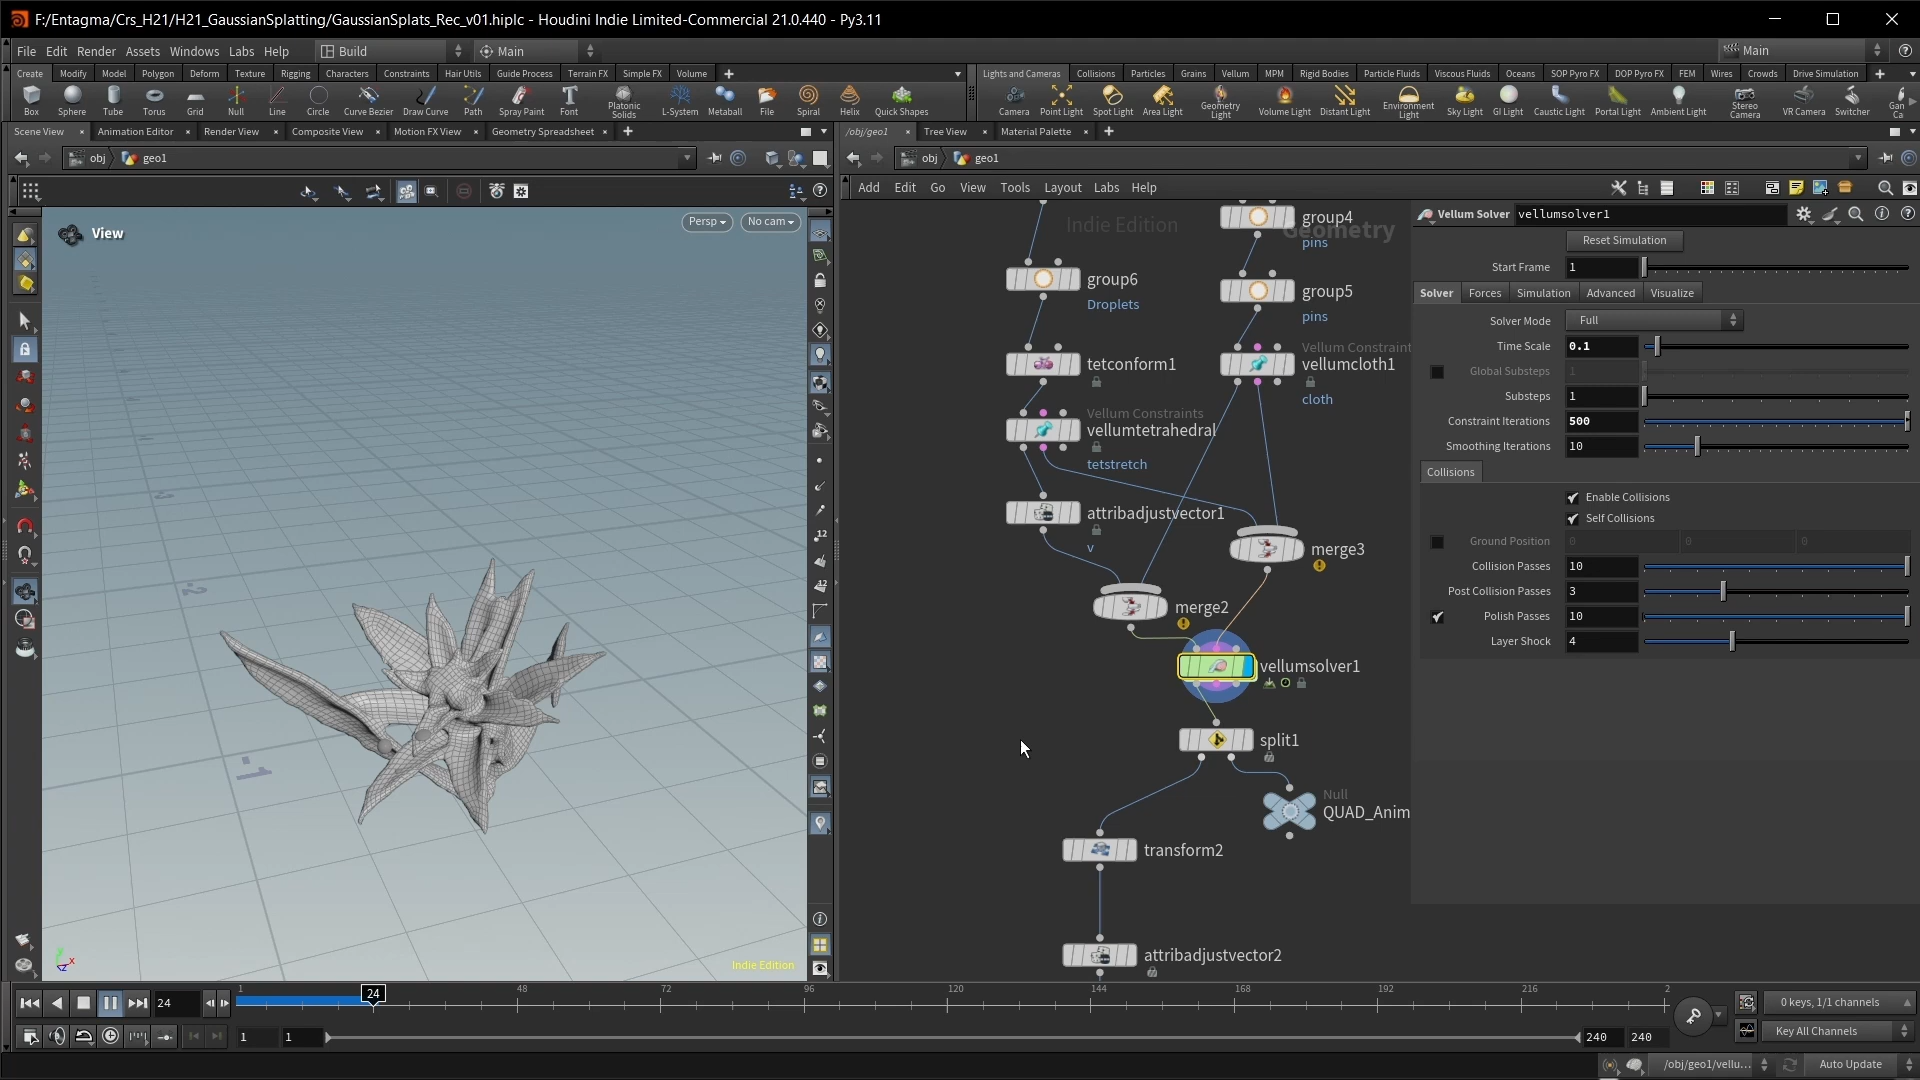 F:/Entagma/Crs_H21/H21_GaussianSplatting/GaussianSplats_Rec_v01.hiplc - Houdini Indie Limited-Commercial 21.0.440 - Py3.11
File Edit Render Assets Windows Labs Help Build Main Main
Create Modify Model Polygon Deform Texture Rigging Characters Constraints Hair Utils Guide Process Terrain FX Simple FX Volume
Lights and Cameras Collisions Particles Grains Vellum MPM Rigid Bodies Particle Fluids Viscous Fluids Oceans SOP Pyro FX DOP Pyro FX FEM Wires Crowds Drive Simulation
Box Sphere Tube Torus Grid Null Line Circle Curve Bezier Draw Curve Path Spray Paint Font Platonic Solids L-System Metaball File Spiral Helix Quick Shapes
Camera Point Light Spot Light Area Light Geometry Light Volume Light Distant Light Environment Light Sky Light GI Light Caustic Light Portal Light Ambient Light Stereo Camera VR Camera Switcher Gan Ca
Scene View Animation Editor Render View Composite View Motion FX View Geometry Spreadsheet
/obj/geo1 Tree View Material Palette
obj geo1
obj geo1
Add Edit Go View Tools Layout Labs Help
View
Persp No cam
Indie Edition
Geometry
group4
pins
group6
Droplets
group5
pins
tetconform1
Vellum Constraint
vellumcloth1
cloth
Vellum Constraints
vellumtetrahedral
tetstretch
attribadjustvector1
v
merge3
merge2
vellumsolver1
split1
Null
QUAD_Anim
transform2
attribadjustvector2
Vellum Solver vellumsolver1
Reset Simulation
Start Frame 1
Solver Forces Simulation Advanced Visualize
Solver Mode Full
Time Scale 0.1
Global Substeps 1
Substeps 1
Constraint Iterations 500
Smoothing Iterations 10
Collisions
Enable Collisions
Self Collisions
Ground Position 0 0 0
Collision Passes 10
Post Collision Passes 3
Polish Passes 10
Layer Shock 4
Indie Edition
24 1 24 48 72 96 120 144 168 192 216 2
0 keys, 1/1 channels
1 1 240 240
Key All Channels
/obj/geo1/vellu... Auto Update